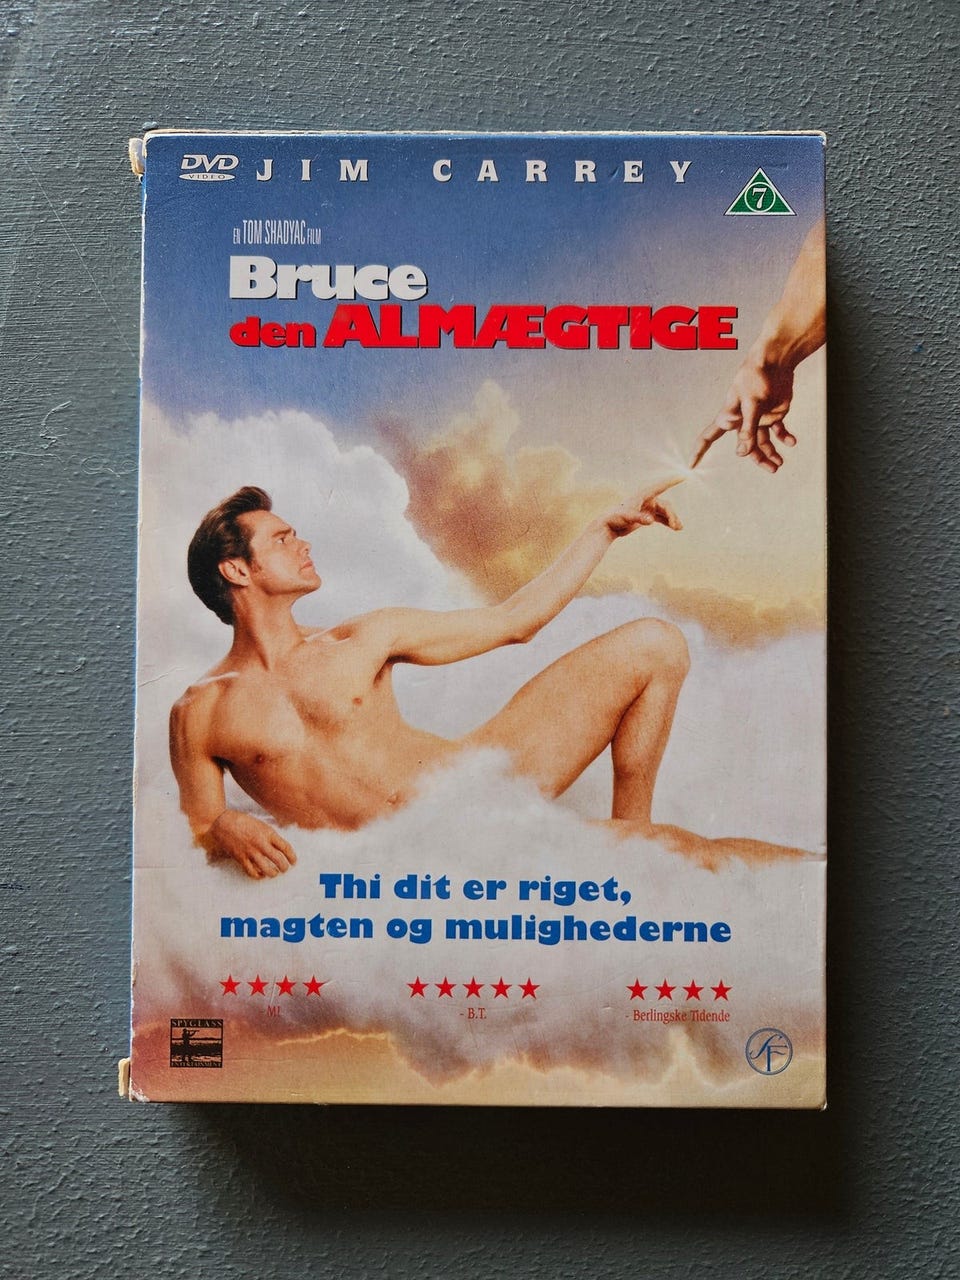 DVD
VIDEO
JIM CARREY
7
EN TOM SHADYAC FILM
Bruce
den ALMÆGTIGE
Thi dit er riget,
magten og mulighederne
★★★★ ★★★★★ ★★★★
M! - B.T. - Berlingske Tidende
SPYGLASS
ENTERTAINMENT
SF